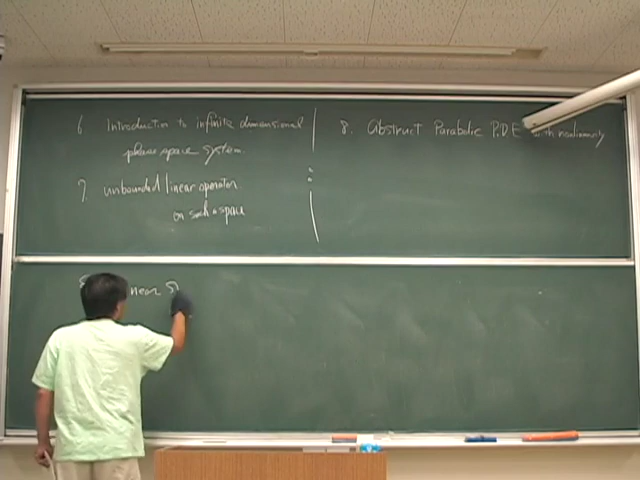 6. Introduction to infinite dimensional
phase space system.
7. unbounded linear operator
on such a space
8. Abstract Parabolic P.D.E with nonlinearity
near S